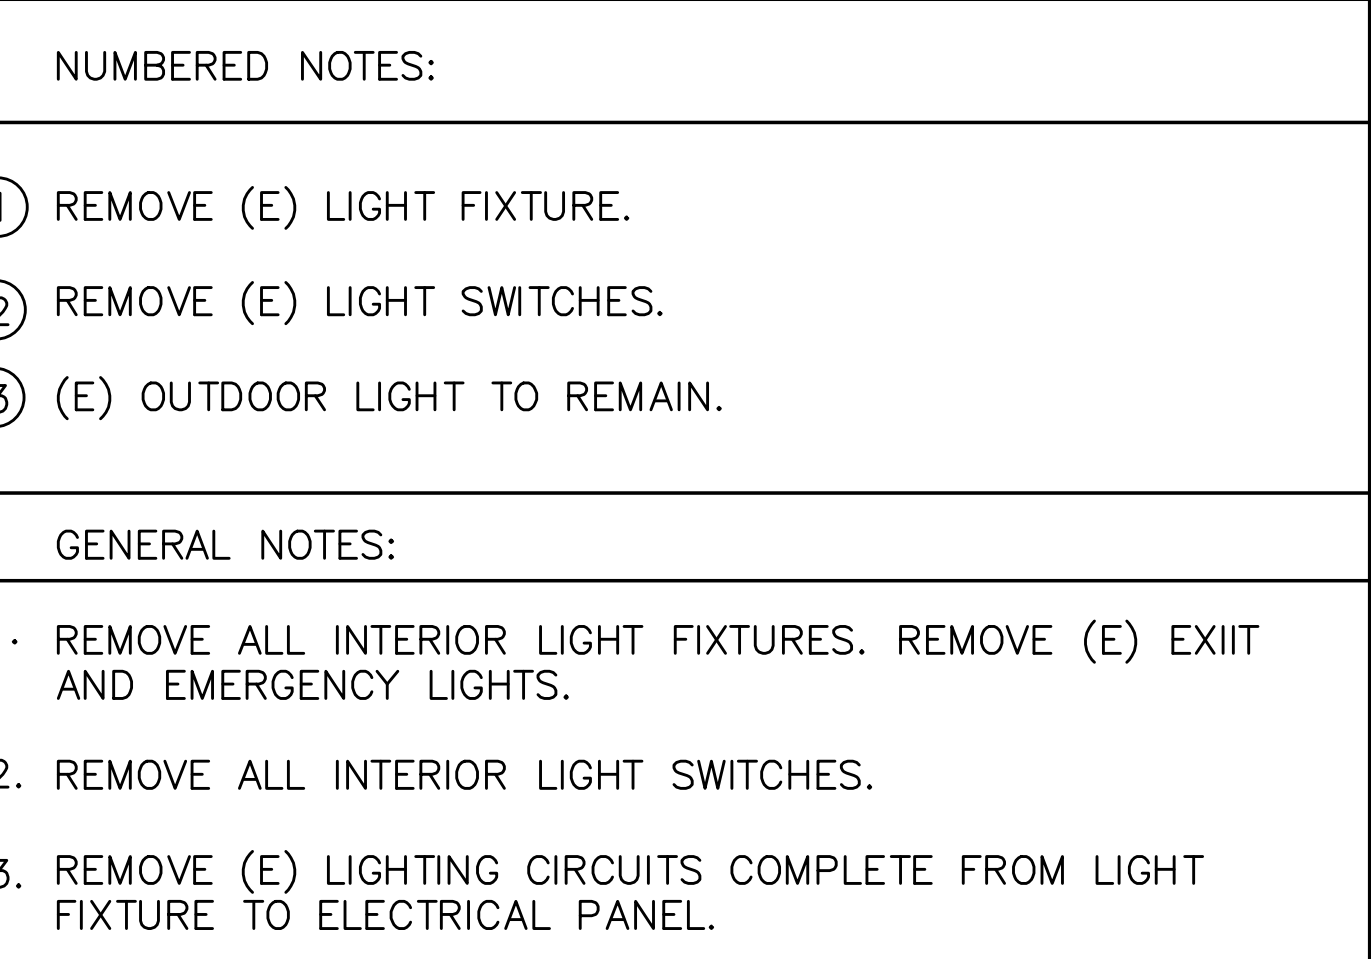 NUMBERED NOTES:
1 REMOVE (E) LIGHT FIXTURE.
2 REMOVE (E) LIGHT SWITCHES.
3 (E) OUTDOOR LIGHT TO REMAIN.
GENERAL NOTES:
. REMOVE ALL INTERIOR LIGHT FIXTURES. REMOVE (E) EXIIT
AND EMERGENCY LIGHTS.
2. REMOVE ALL INTERIOR LIGHT SWITCHES.
3. REMOVE (E) LIGHTING CIRCUITS COMPLETE FROM LIGHT
FIXTURE TO ELECTRICAL PANEL.